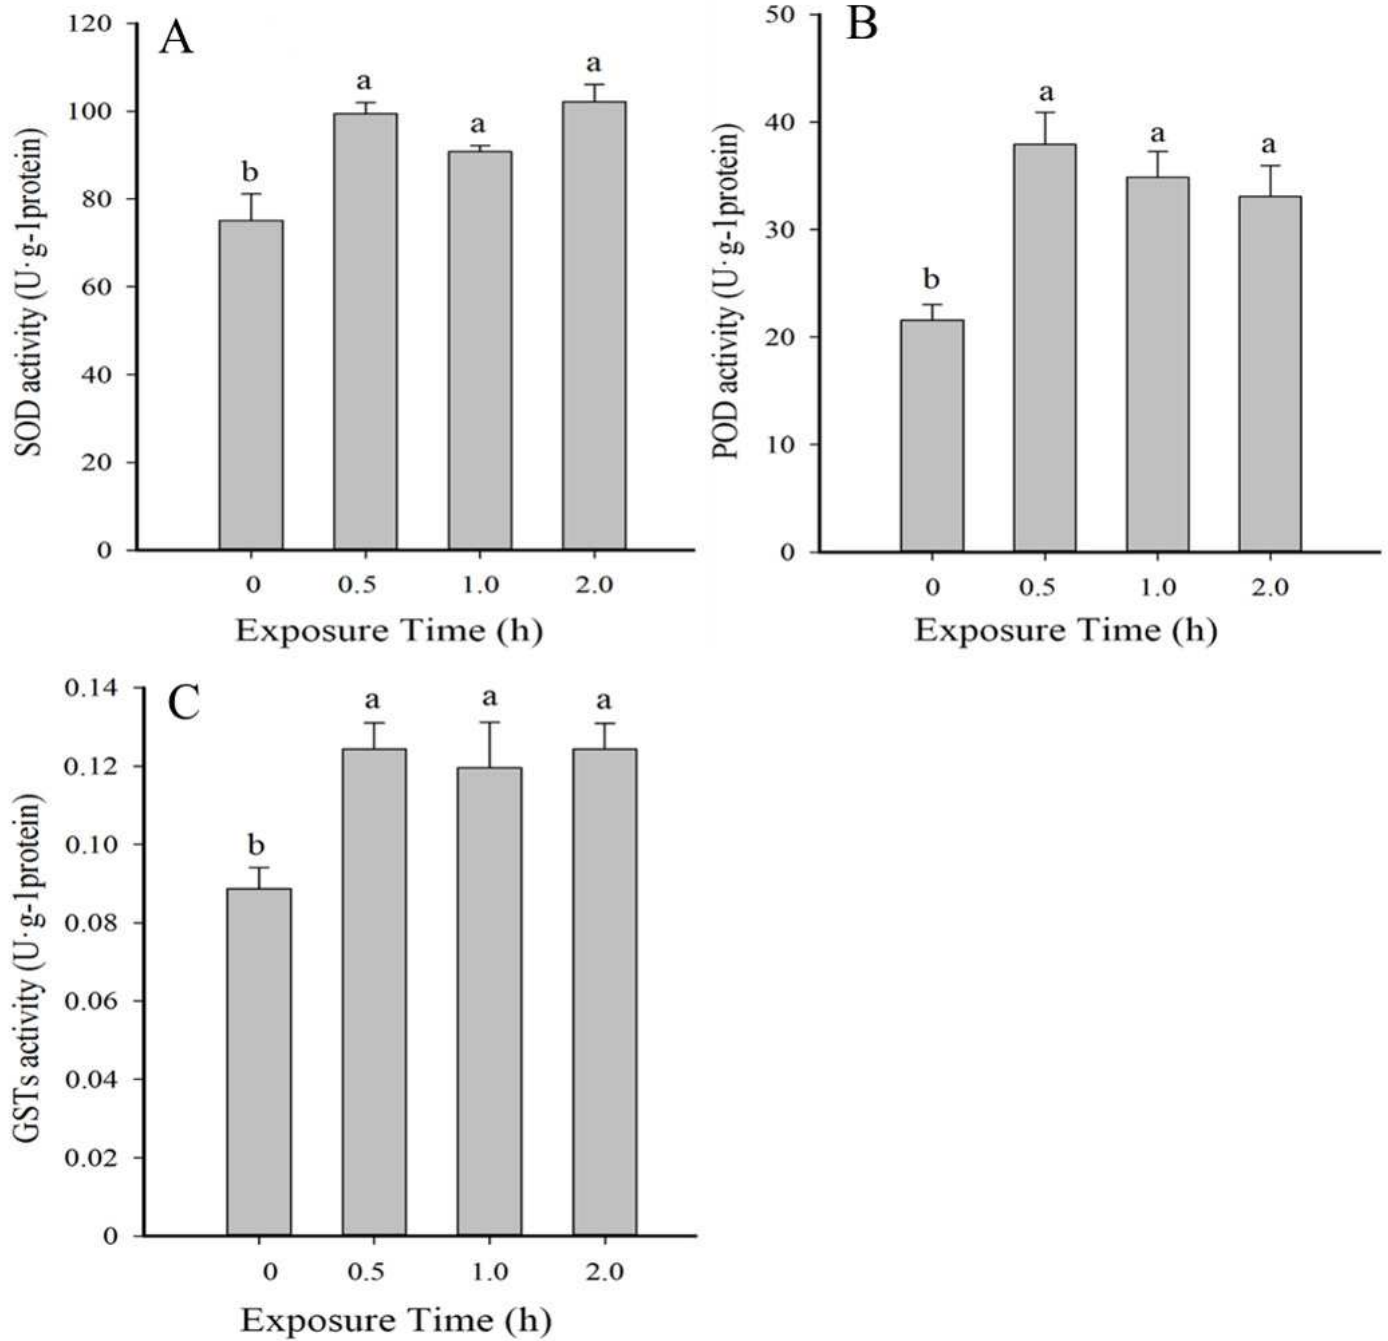 A
SOD activity (U·g-1protein)
120
100
80
60
40
20
0
b
a
a
a
0 0.5 1.0 2.0
Exposure Time (h)
B
POD activity (U·g-1protein)
50
40
30
20
10
0
b
a
a
a
0 0.5 1.0 2.0
Exposure Time (h)
C
GSTs activity (U·g-1protein)
0.14
0.12
0.10
0.08
0.06
0.04
0.02
0
b
a
a
a
0 0.5 1.0 2.0
Exposure Time (h)